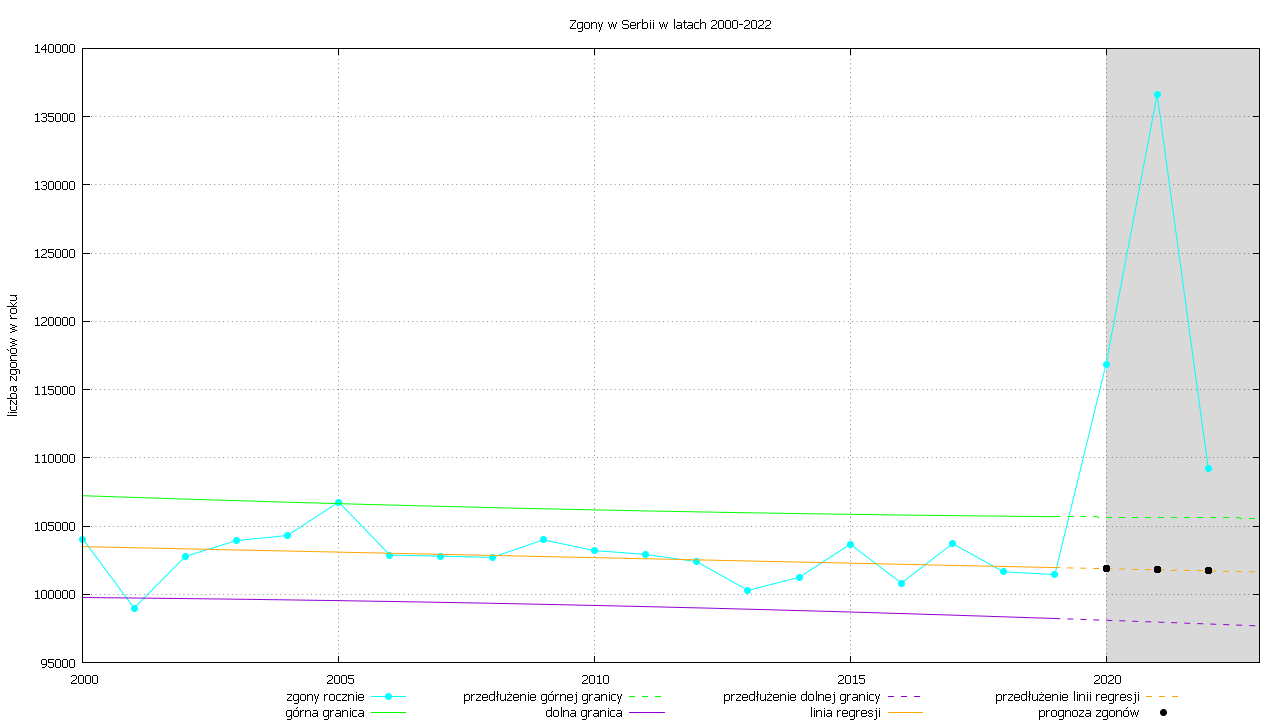 Zgony w Serbii w latach 2000-2022
140000
135000
130000
125000
120000
115000
110000
105000
100000
95000
liczba zgonów w roku
2000 2005 2010 2015 2020
zgony rocznie przedłużenie górnej granicy przedłużenie dolnej granicy przedłużenie linii regresji
górna granica dolna granica linia regresji prognoza zgonów